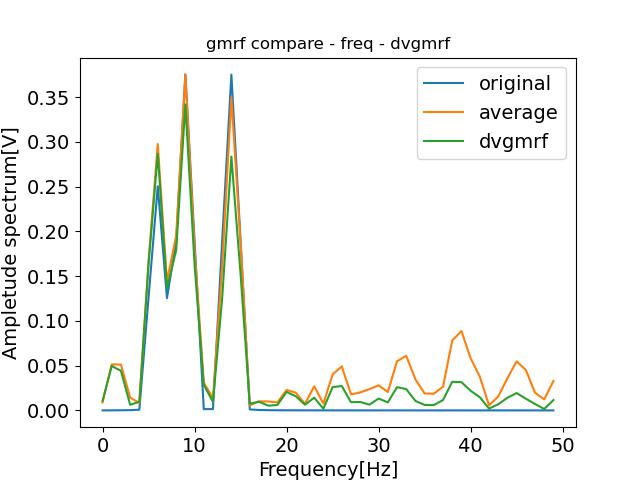 gmrf compare - freq - dvgmrf
original
average
dvgmrf
Ampletude spectrum[V]
0.35
0.30
0.25
0.20
0.15
0.10
0.05
0.00
0 10 20 30 40 50
Frequency[Hz]